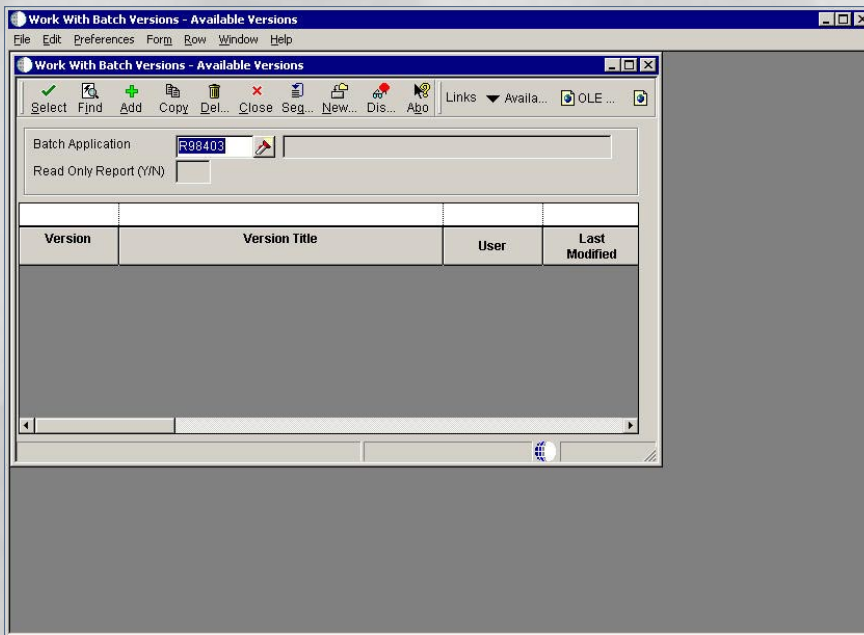 Work With Batch Versions - Available Versions
File Edit Preferences Form Row Window Help
Work With Batch Versions - Available Versions
Select Find Add Copy Del... Close Seq... New... Dis... Abo Links Availa... OLE ...
Batch Application R98403
Read Only Report (Y/N)
Version Version Title User Last Modified